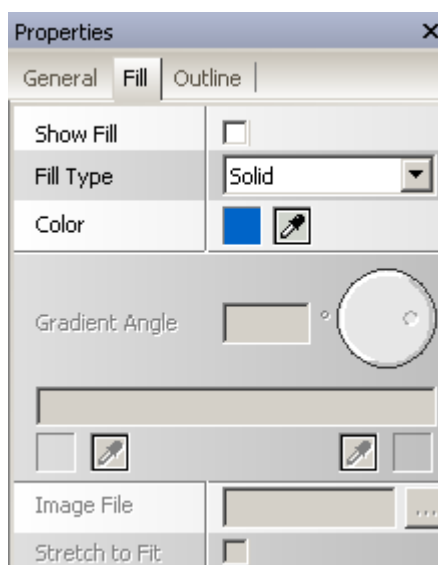 Properties
General Fill Outline
Show Fill
Fill Type Solid
Color
Gradient Angle °
Image File ...
Stretch to Fit